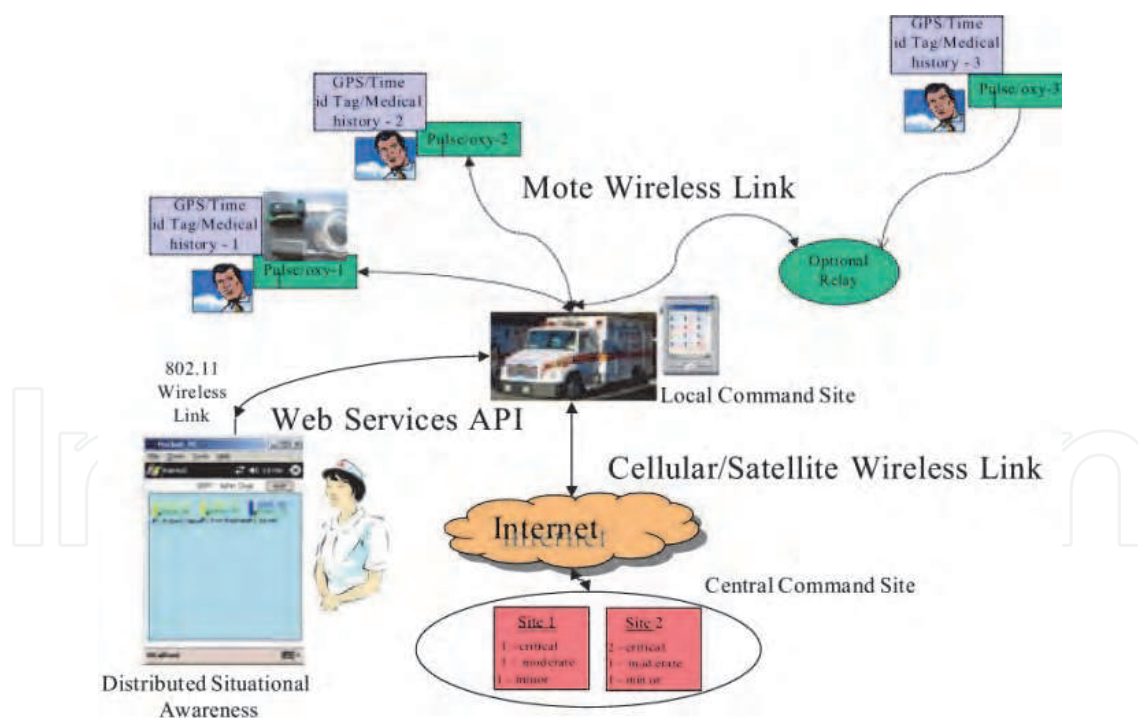 GPS/Time
id Tag/Medical
history - 3
Pulse/oxy-3
GPS/Time
id Tag/Medical
history - 2
Pulse/oxy-2
Mote Wireless Link
GPS/Time
id Tag/Medical
history - 1
Pulse/oxy-1
Optional
Relay
802.11
Wireless
Link
Local Command Site
Web Services API
Cellular/Satellite Wireless Link
Internet
Central Command Site
Site 1
1 -critical
1 - moderate
1 - minor
Site 2
2 -critical
1 - moderate
1 - minor
Distributed Situational
Awareness